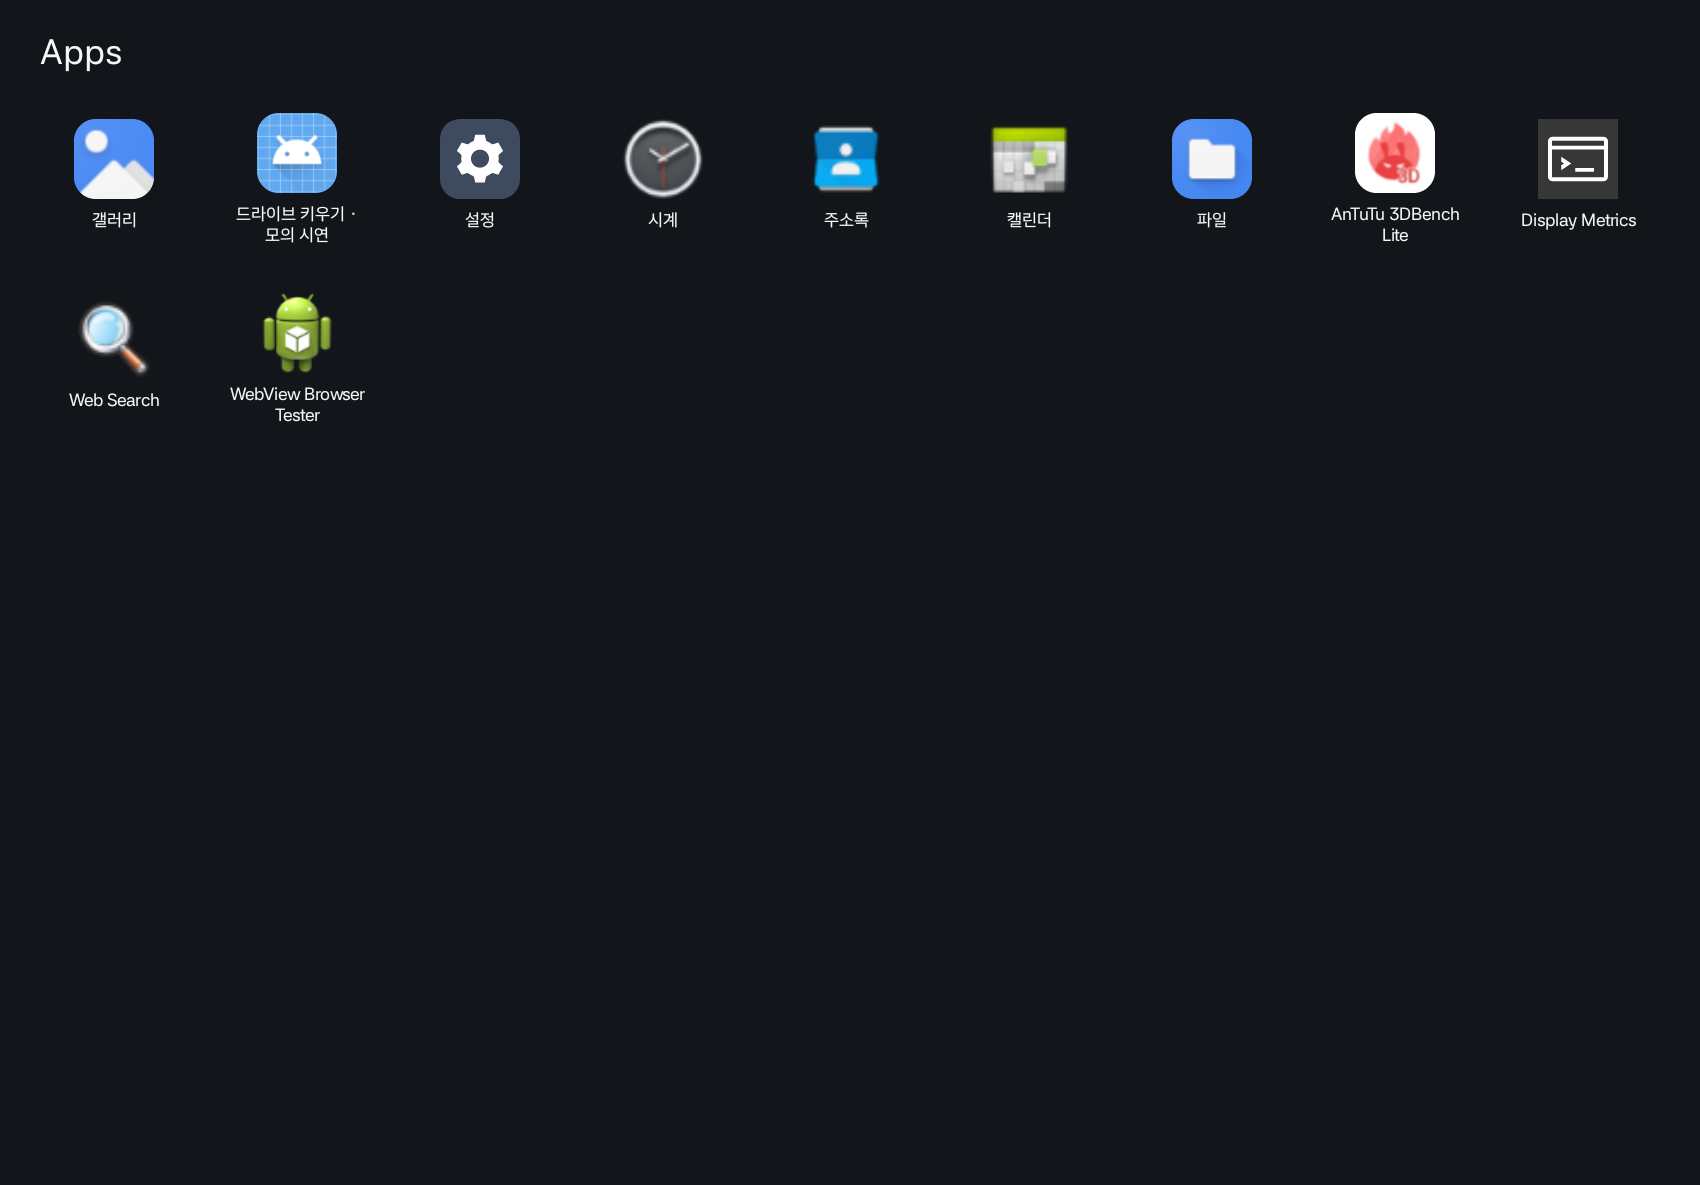 Apps
갤러리
드라이브 키우기 ·
모의 시연
설정
시계
주소록
캘린더
파일
AnTuTu 3DBench
Lite
Display Metrics
3D
Web Search
WebView Browser
Tester